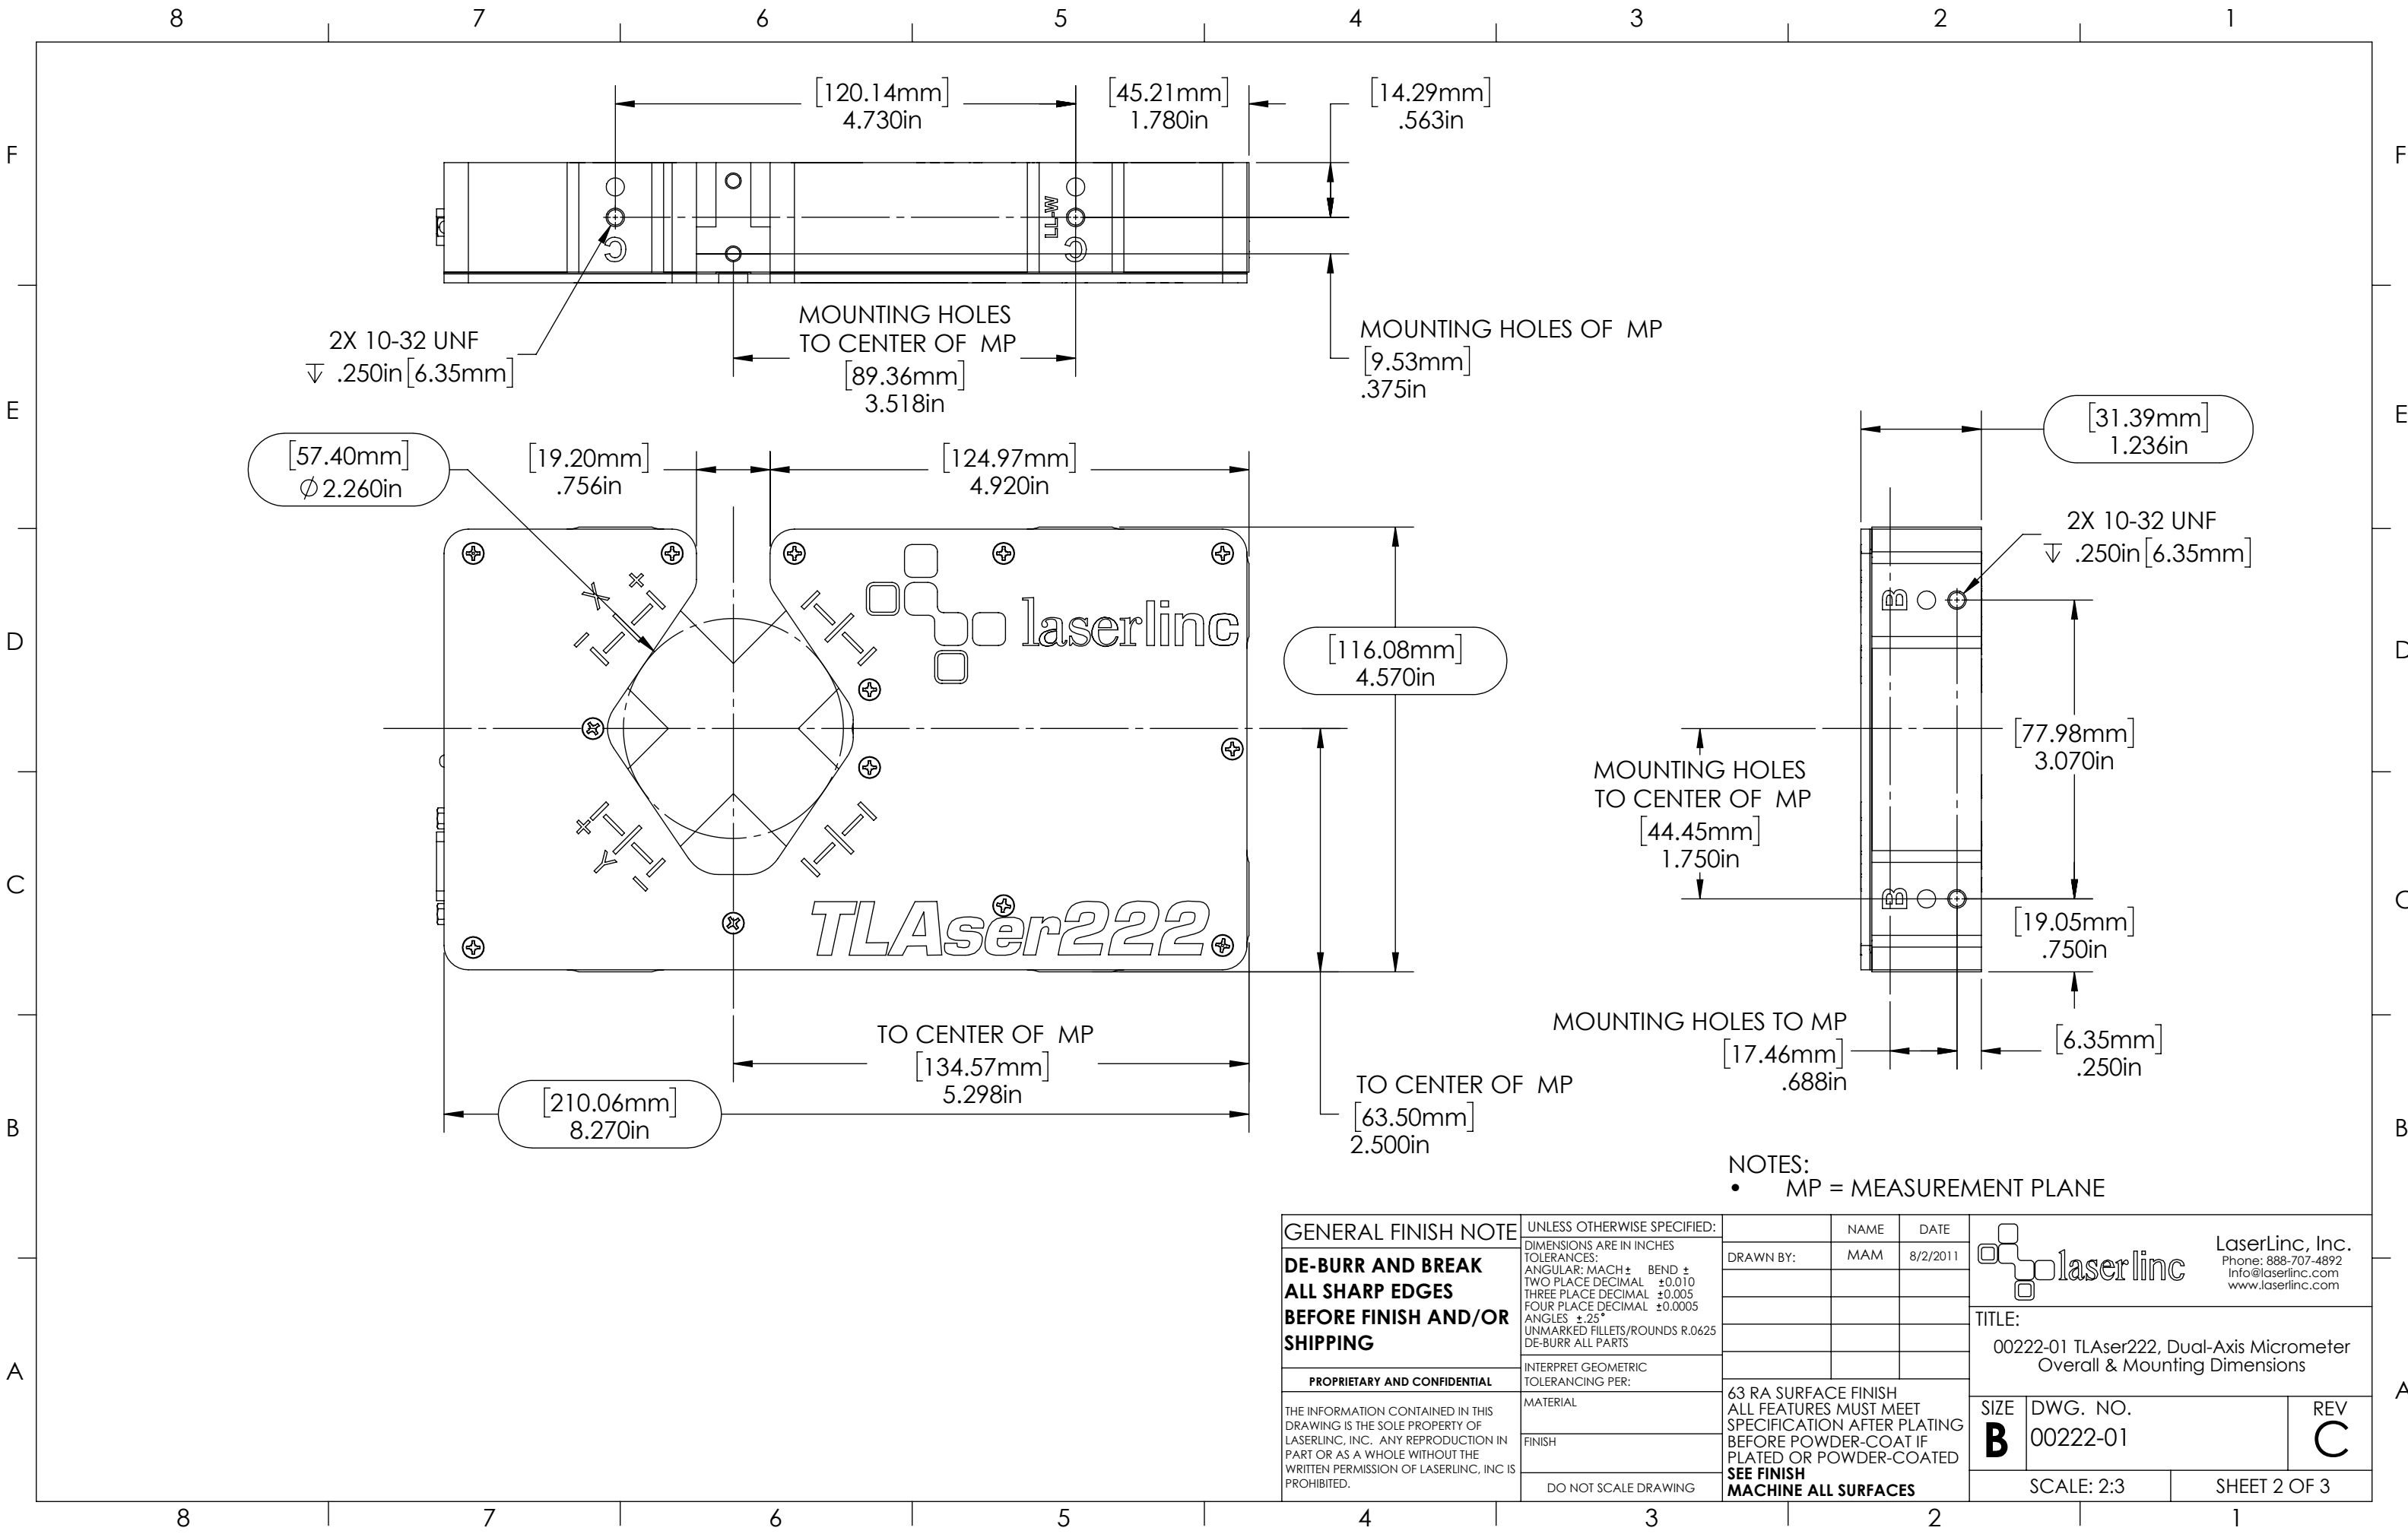 8 7 6 5 4 3 2 1
F F
E E
D D
C C
B B
A A
[120.14mm]
4.730in
[45.21mm]
1.780in
[14.29mm]
.563in
LL-W
C C
2X 10-32 UNF
↧ .250in[6.35mm]
MOUNTING HOLES
TO CENTER OF MP
[89.36mm]
3.518in
MOUNTING HOLES OF MP
[9.53mm]
.375in
[57.40mm]
⌀2.260in
[19.20mm]
.756in
[124.97mm]
4.920in
[31.39mm]
1.236in
2X 10-32 UNF
↧ .250in[6.35mm]
X + -
laserlinc
[116.08mm]
4.570in
B
B
[77.98mm]
3.070in
MOUNTING HOLES
TO CENTER OF MP
[44.45mm]
1.750in
+ Y -
TLAser222
[19.05mm]
.750in
TO CENTER OF MP
[134.57mm]
5.298in
[210.06mm]
8.270in
TO CENTER OF MP
[63.50mm]
2.500in
MOUNTING HOLES TO MP
[17.46mm]
.688in
[6.35mm]
.250in
NOTES:
• MP = MEASUREMENT PLANE
GENERAL FINISH NOTE
DE-BURR AND BREAK
ALL SHARP EDGES
BEFORE FINISH AND/OR
SHIPPING
PROPRIETARY AND CONFIDENTIAL
THE INFORMATION CONTAINED IN THIS
DRAWING IS THE SOLE PROPERTY OF
LASERLINC, INC. ANY REPRODUCTION IN
PART OR AS A WHOLE WITHOUT THE
WRITTEN PERMISSION OF LASERLINC, INC IS
PROHIBITED.
UNLESS OTHERWISE SPECIFIED:
DIMENSIONS ARE IN INCHES
TOLERANCES:
ANGULAR: MACH± BEND ±
TWO PLACE DECIMAL ±0.010
THREE PLACE DECIMAL ±0.005
FOUR PLACE DECIMAL ±0.0005
ANGLES ±.25°
UNMARKED FILLETS/ROUNDS R.0625
DE-BURR ALL PARTS
INTERPRET GEOMETRIC
TOLERANCING PER:
MATERIAL
FINISH
DO NOT SCALE DRAWING
NAME DATE
DRAWN BY: MAM 8/2/2011
63 RA SURFACE FINISH
ALL FEATURES MUST MEET
SPECIFICATION AFTER PLATING
BEFORE POWDER-COAT IF
PLATED OR POWDER-COATED
SEE FINISH
MACHINE ALL SURFACES
laserlinc
LaserLinc, Inc.
Phone: 888-707-4892
Info@laserlinc.com
www.laserlinc.com
TITLE:
00222-01 TLAser222, Dual-Axis Micrometer
Overall & Mounting Dimensions
SIZE
B
DWG. NO.
00222-01
REV
C
SCALE: 2:3
SHEET 2 OF 3
8 7 6 5 4 3 2 1